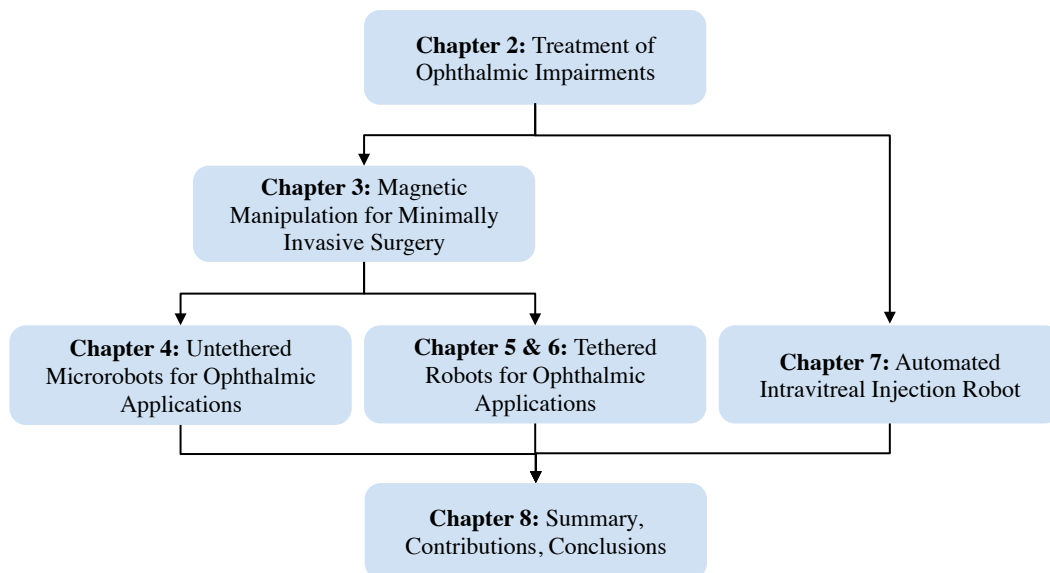 Chapter 2: Treatment of
Ophthalmic Impairments
Chapter 3: Magnetic
Manipulation for Minimally
Invasive Surgery
Chapter 4: Untethered
Microrobots for Ophthalmic
Applications
Chapter 5 & 6: Tethered
Robots for Ophthalmic
Applications
Chapter 7: Automated
Intravitreal Injection Robot
Chapter 8: Summary,
Contributions, Conclusions